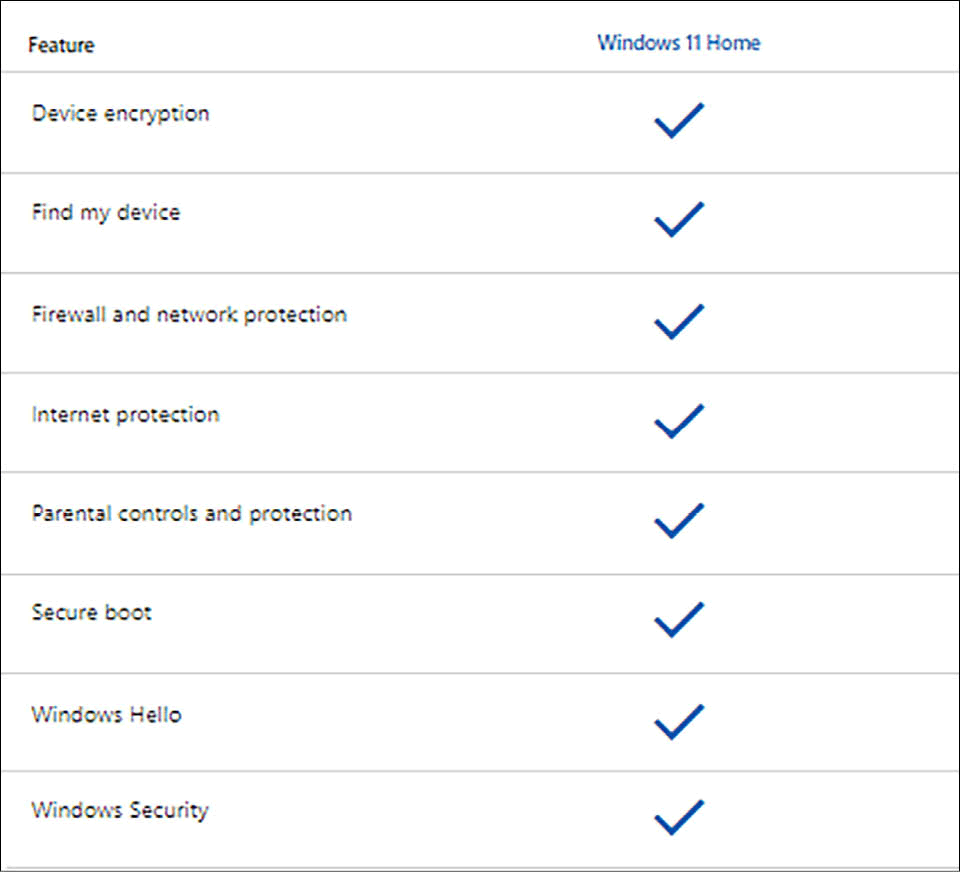 Feature
Windows 11 Home
Device encryption
Find my device
Firewall and network protection
Internet protection
Parental controls and protection
Secure boot
Windows Hello
Windows Security